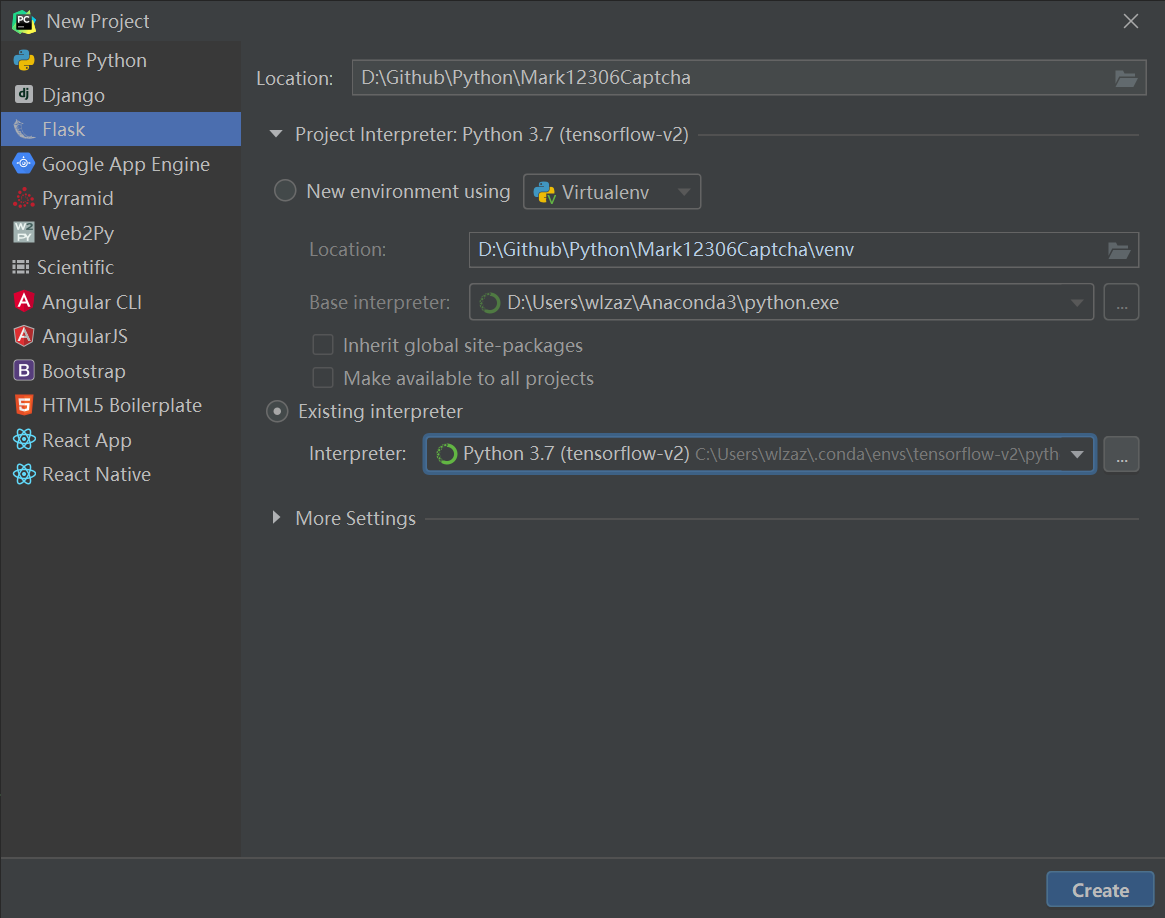 New Project
Pure Python
Django
Flask
Google App Engine
Pyramid
Web2Py
Scientific
Angular CLI
AngularJS
Bootstrap
HTML5 Boilerplate
React App
React Native
Location: D:\Github\Python\Mark12306Captcha
Project Interpreter: Python 3.7 (tensorflow-v2)
New environment using Virtualenv
Location: D:\Github\Python\Mark12306Captcha\venv
Base interpreter: D:\Users\wlzaz\Anaconda3\python.exe ...
Inherit global site-packages
Make available to all projects
Existing interpreter
Interpreter: Python 3.7 (tensorflow-v2) C:\Users\wlzaz\.conda\envs\tensorflow-v2\pyth ...
More Settings
Create